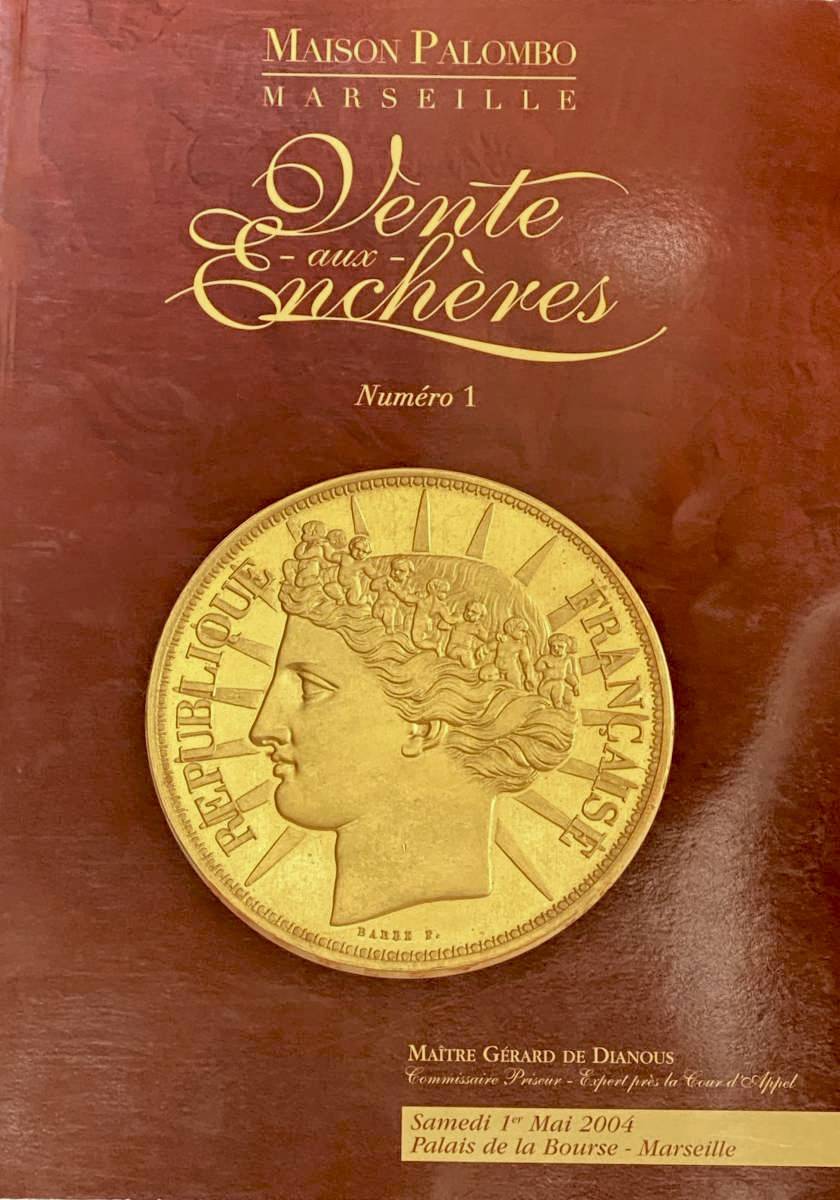 MAISON PALOMBO
MARSEILLE
Vente
- aux -
Enchères
Numéro 1
RÉPUBLIQUE FRANÇAISE
BARRE F.
MAÎTRE GÉRARD DE DIANOUS
Commissaire Priseur - Expert près la Cour d'Appel
Samedi 1er Mai 2004
Palais de la Bourse - Marseille